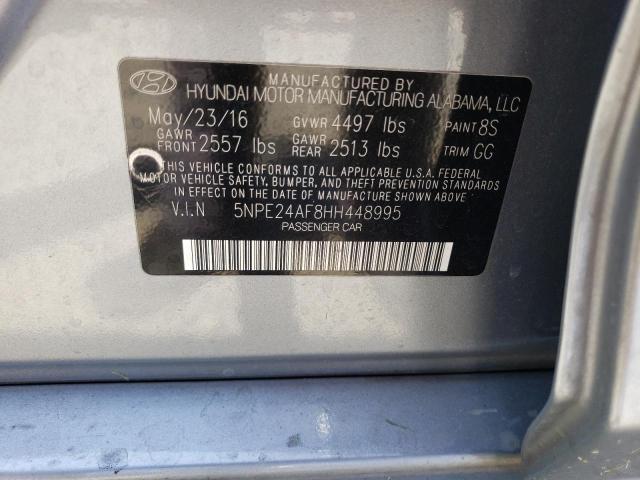 MANUFACTURED BY
HYUNDAI MOTOR MANUFACTURING ALABAMA, LLC
May/23/16 GVWR 4497 lbs PAINT 8S
GAWR FRONT 2557 lbs GAWR REAR 2513 lbs TRIM GG
THIS VEHICLE CONFORMS TO ALL APPLICABLE U.S.A. FEDERAL
MOTOR VEHICLE SAFETY, BUMPER, AND THEFT PREVENTION STANDARDS
IN EFFECT ON THE DATE OF MANUFACTURE SHOWN ABOVE
V.I.N 5NPE24AF8HH448995
PASSENGER CAR